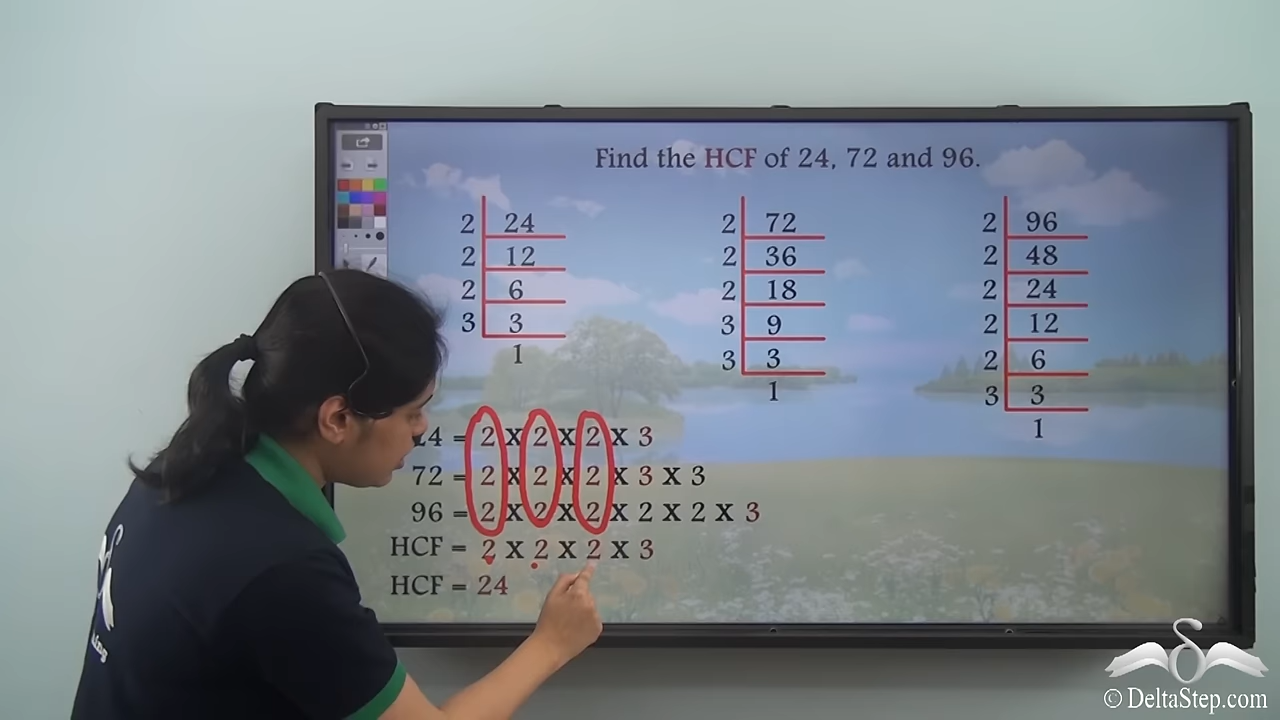 Find the HCF of 24, 72 and 96.
2 24
2 12
2 6
3 3
1
2 72
2 36
2 18
3 9
3 3
1
2 96
2 48
2 24
2 12
2 6
3 3
1
24 = 2 x 2 x 2 x 3
72 = 2 x 2 x 2 x 3 x 3
96 = 2 x 2 x 2 x 2 x 2 x 3
HCF = 2 x 2 x 2 x 3
HCF = 24
© DeltaStep.com